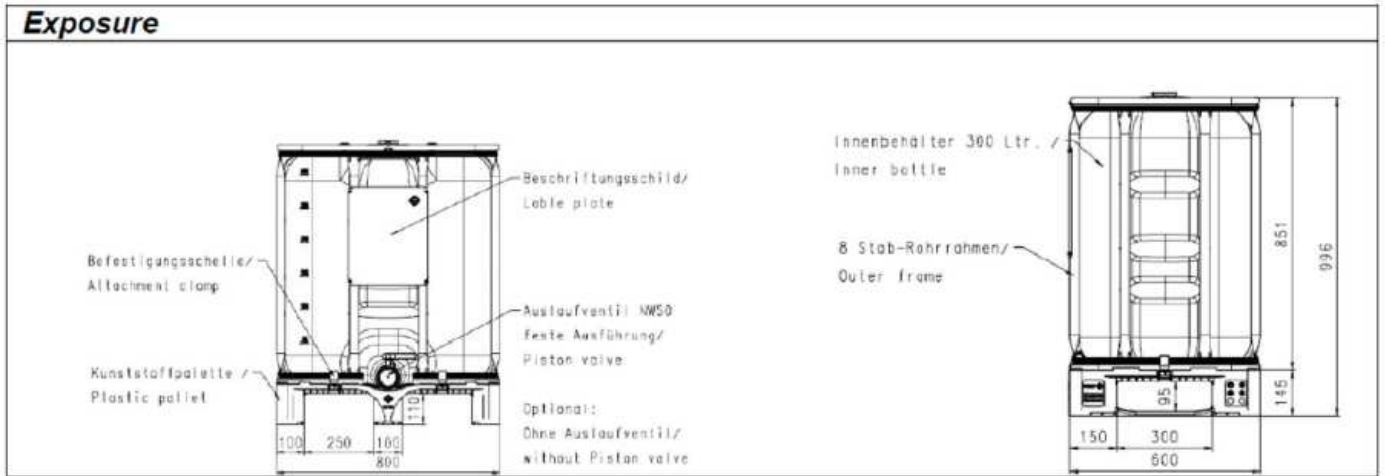 Exposure
Beschriftungsschild/
Lable plate
Befestigungsschelle/
Attachment clamp
Auslaufventil NW50
feste Ausführung/
Piston valve
Kunststoffpalette /
Plastic pallet
Optional:
Ohne Auslaufventil/
without Piston valve
110
100 250 100
800
Innenbehälter 300 Ltr. /
Inner bottle
8 Stab-Rohrrahmen/
Outer frame
851
996
95
145
150 300
600